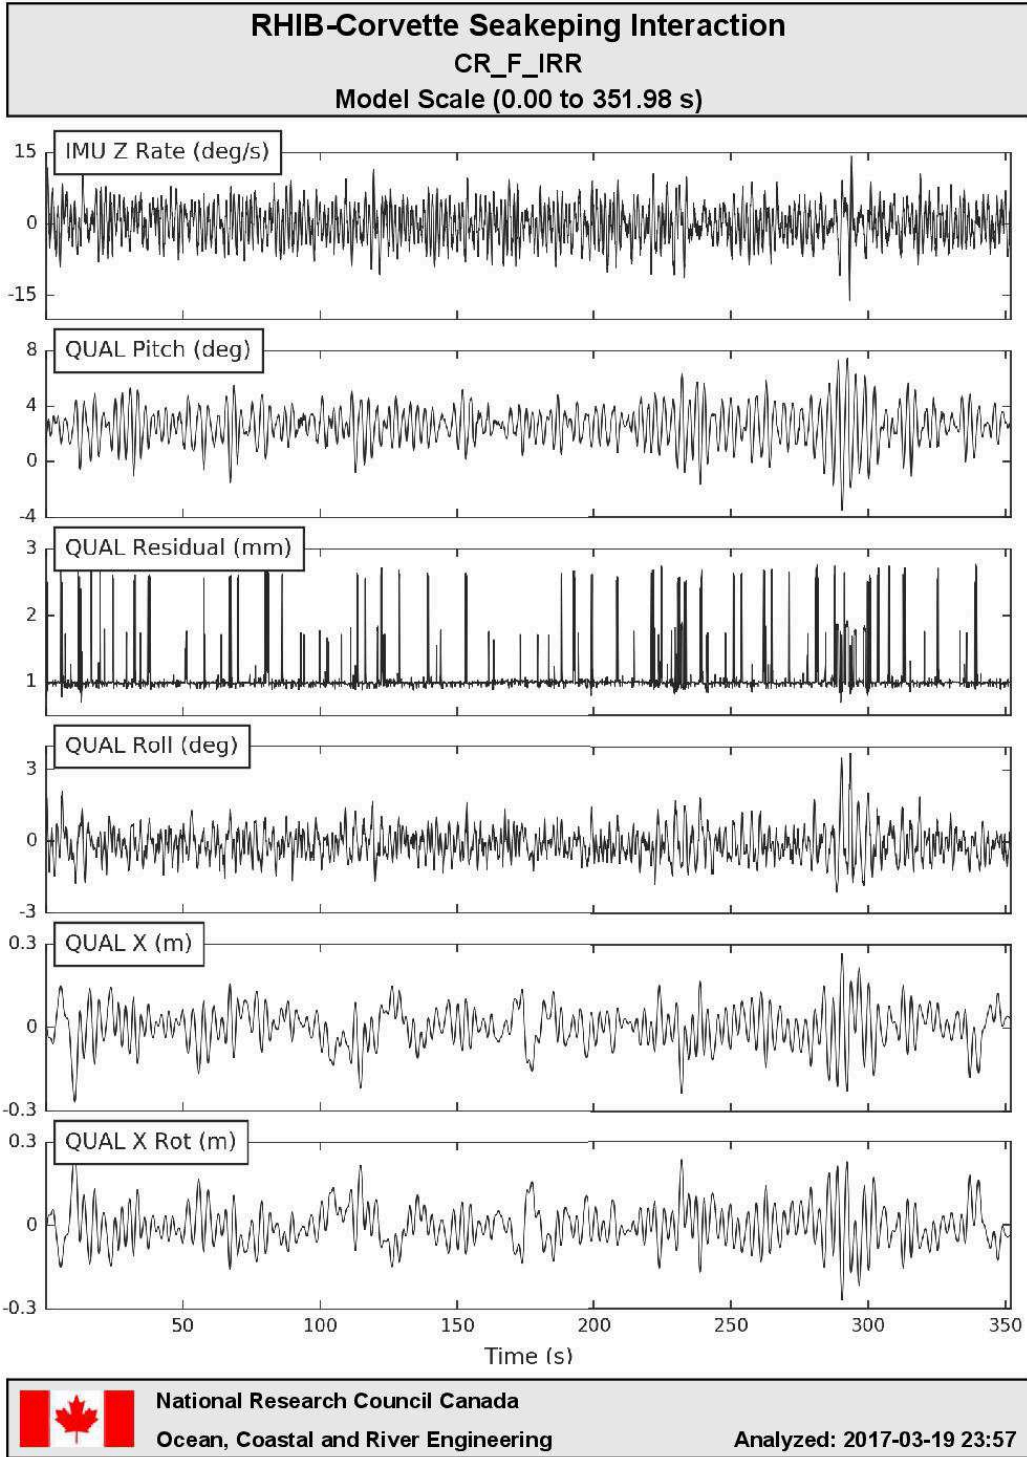 RHIB-Corvette Seakeping Interaction
CR_F_IRR
Model Scale (0.00 to 351.98 s)
IMU Z Rate (deg/s)
15
0
-15
QUAL Pitch (deg)
8
4
0
-4
QUAL Residual (mm)
3
2
1
QUAL Roll (deg)
3
0
-3
QUAL X (m)
0.3
0
-0.3
QUAL X Rot (m)
0.3
0
-0.3
50 100 150 200 250 300 350
Time (s)
National Research Council Canada
Ocean, Coastal and River Engineering
Analyzed: 2017-03-19 23:57